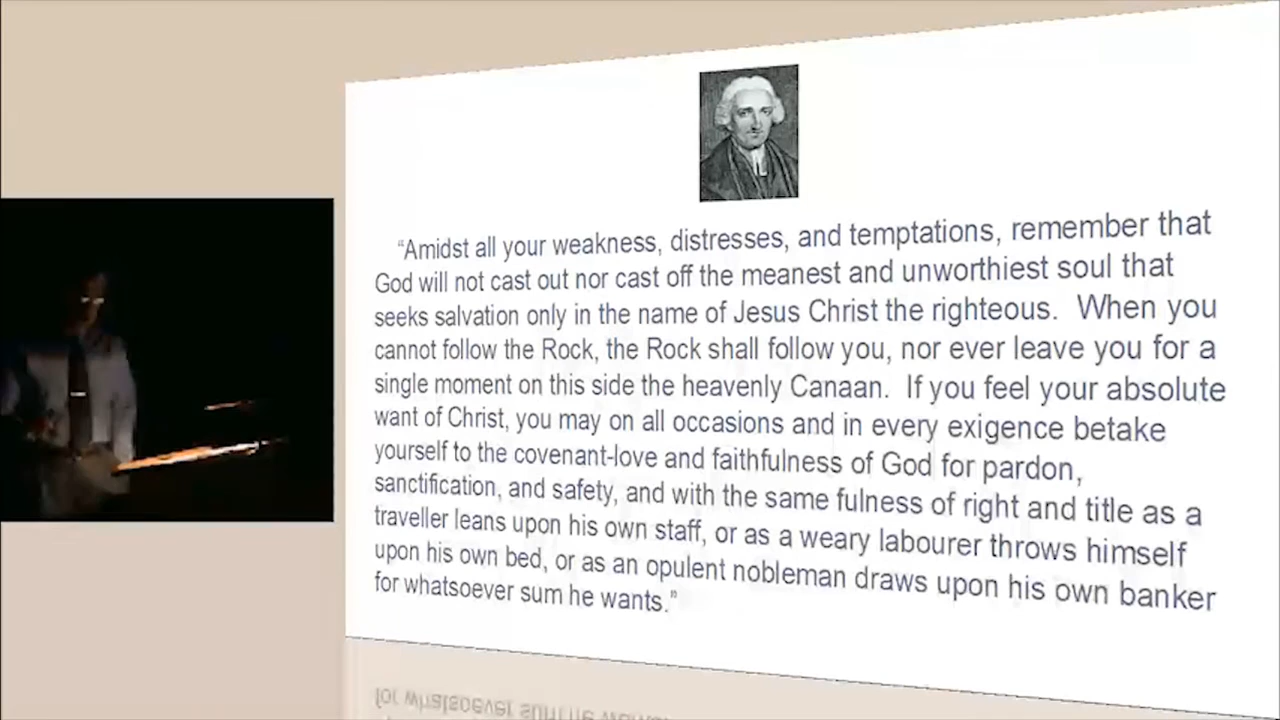 “Amidst all your weakness, distresses, and temptations, remember that
God will not cast out nor cast off the meanest and unworthiest soul that
seeks salvation only in the name of Jesus Christ the righteous.  When you
cannot follow the Rock, the Rock shall follow you, nor ever leave you for a
single moment on this side the heavenly Canaan.  If you feel your absolute
want of Christ, you may on all occasions and in every exigence betake
yourself to the covenant-love and faithfulness of God for pardon,
sanctification, and safety, and with the same fulness of right and title as a
traveller leans upon his own staff, or as a weary labourer throws himself
upon his own bed, or as an opulent nobleman draws upon his own banker
for whatsoever sum he wants.”